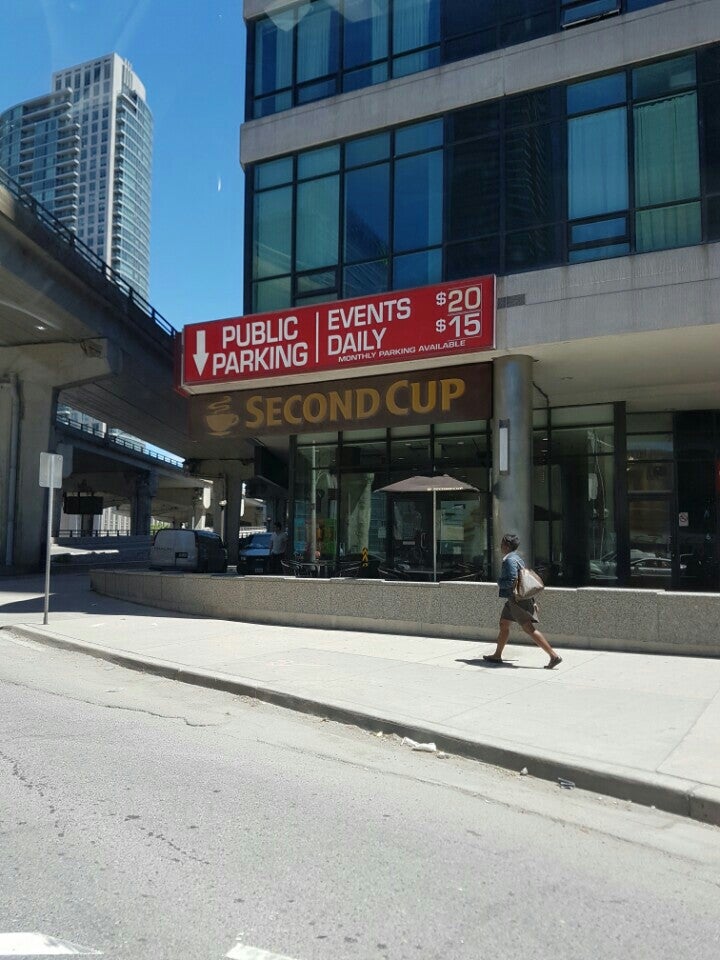 PUBLIC
PARKING
EVENTS $20
DAILY $15
MONTHLY PARKING AVAILABLE
SECOND CUP